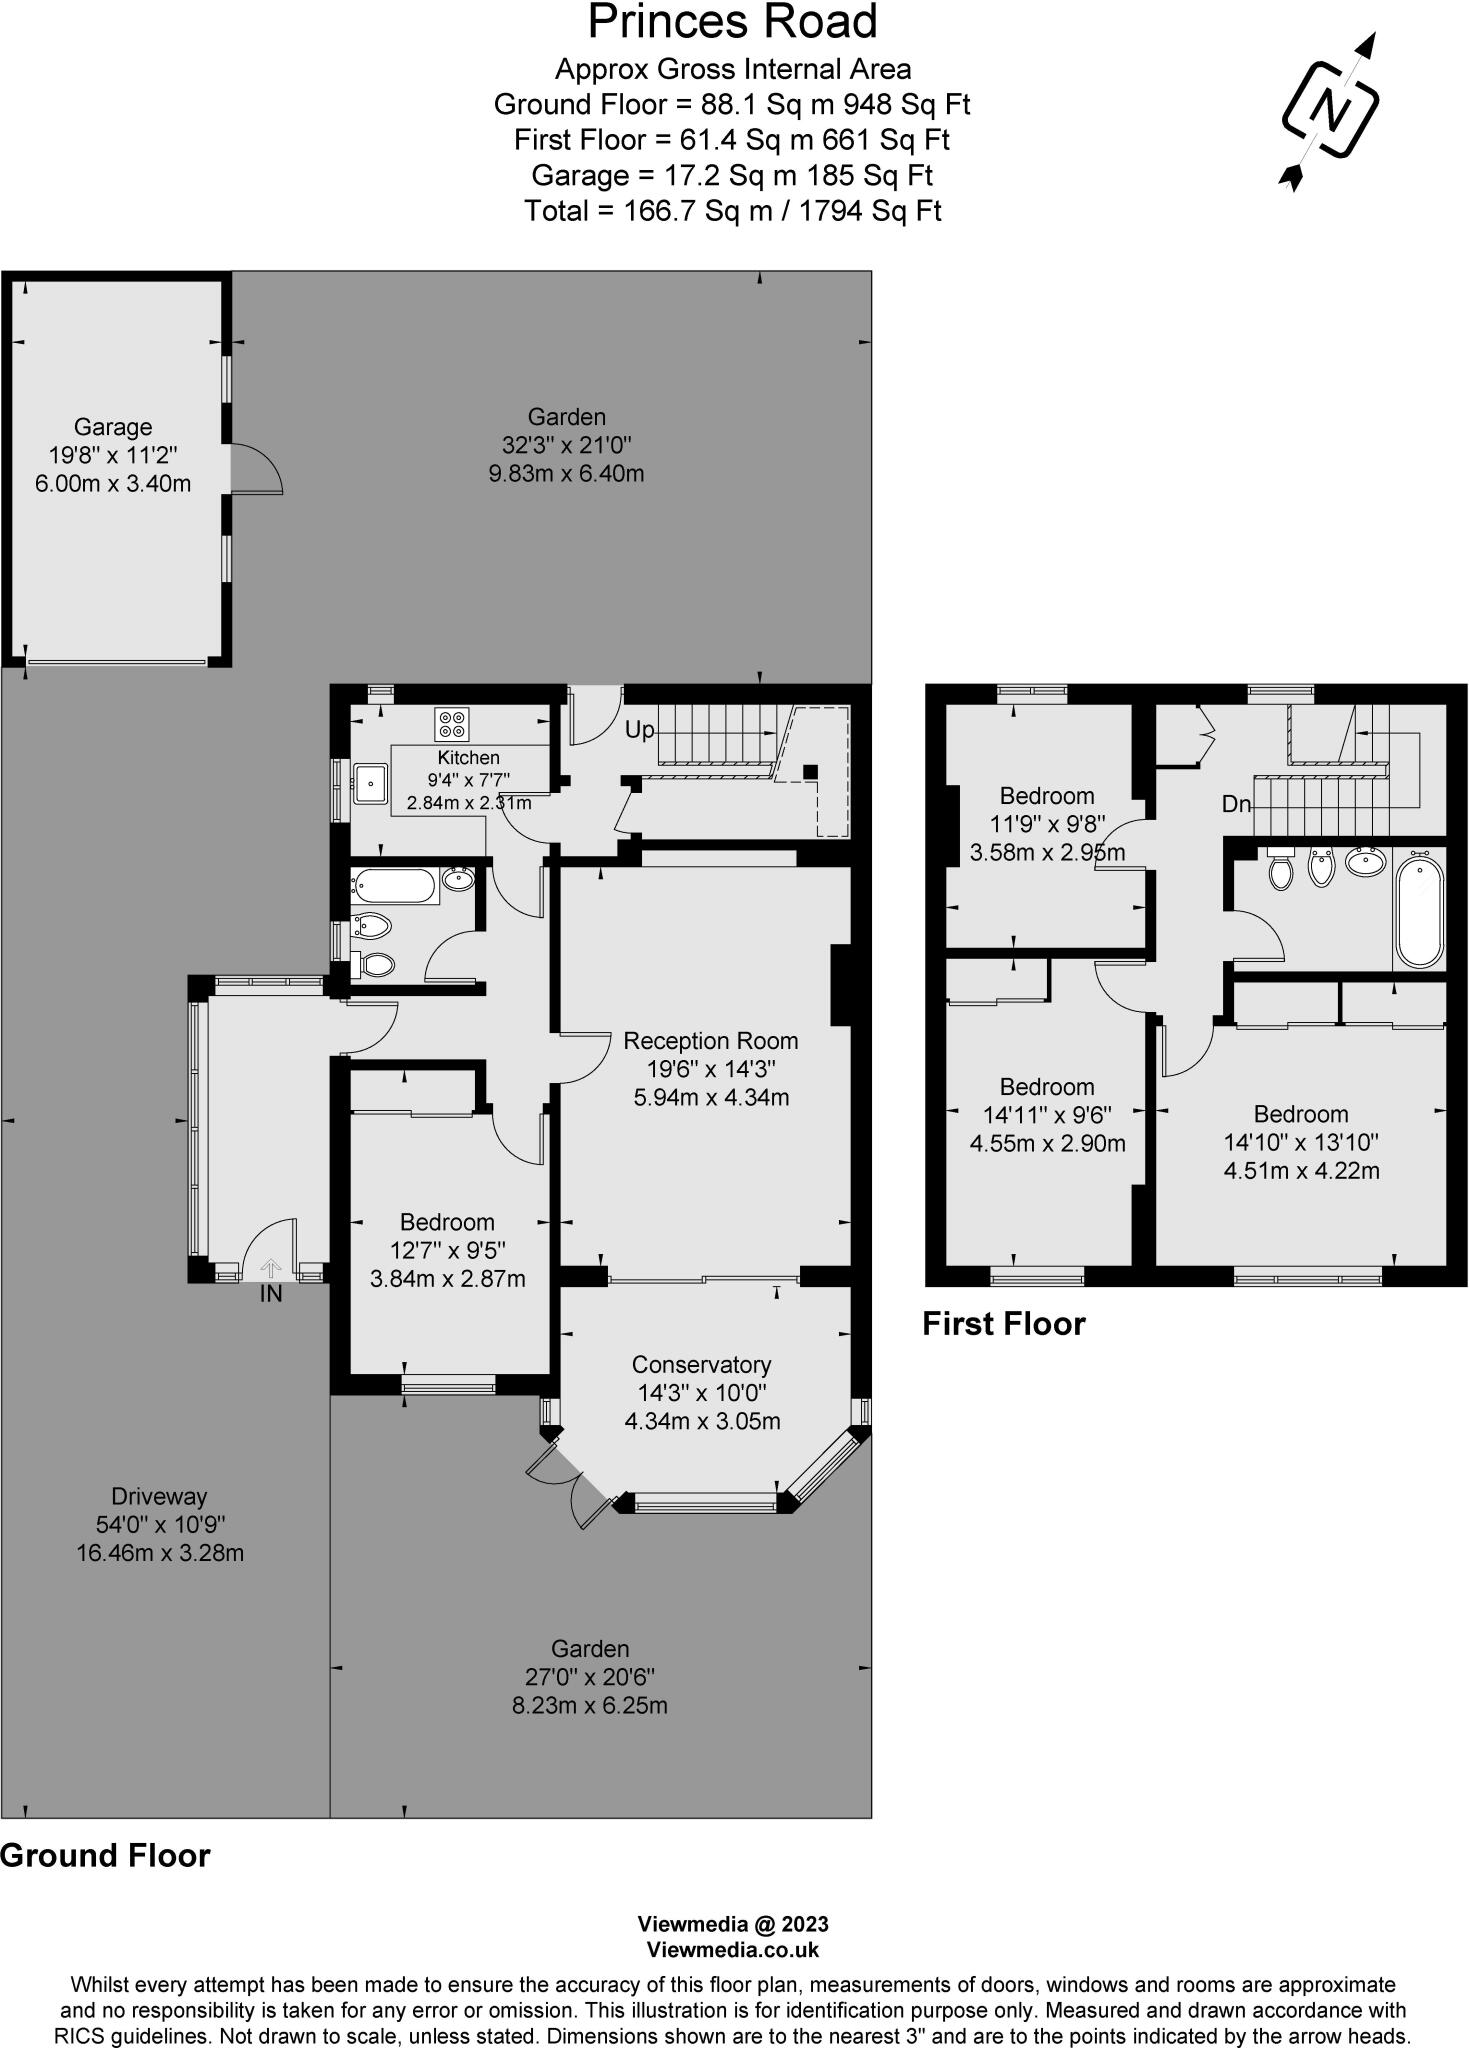 Princes Road
Approx Gross Internal Area
Ground Floor = 88.1 Sq m 948 Sq Ft
First Floor = 61.4 Sq m 661 Sq Ft
Garage = 17.2 Sq m 185 Sq Ft
Total = 166.7 Sq m / 1794 Sq Ft
N
Garage
19'8" x 11'2"
6.00m x 3.40m
Garden
32'3" x 21'0"
9.83m x 6.40m
Kitchen
9'4" x 7'7"
2.84m x 2.31m
Up
Reception Room
19'6" x 14'3"
5.94m x 4.34m
Bedroom
12'7" x 9'5"
3.84m x 2.87m
IN
Conservatory
14'3" x 10'0"
4.34m x 3.05m
Driveway
54'0" x 10'9"
16.46m x 3.28m
Garden
27'0" x 20'6"
8.23m x 6.25m
Ground Floor
Bedroom
11'9" x 9'8"
3.58m x 2.95m
Dn
Bedroom
14'11" x 9'6"
4.55m x 2.90m
Bedroom
14'10" x 13'10"
4.51m x 4.22m
First Floor
Viewmedia @ 2023
Viewmedia.co.uk
Whilst every attempt has been made to ensure the accuracy of this floor plan, measurements of doors, windows and rooms are approximate
and no responsibility is taken for any error or omission. This illustration is for identification purpose only. Measured and drawn accordance with
RICS guidelines. Not drawn to scale, unless stated. Dimensions shown are to the nearest 3" and are to the points indicated by the arrow heads.